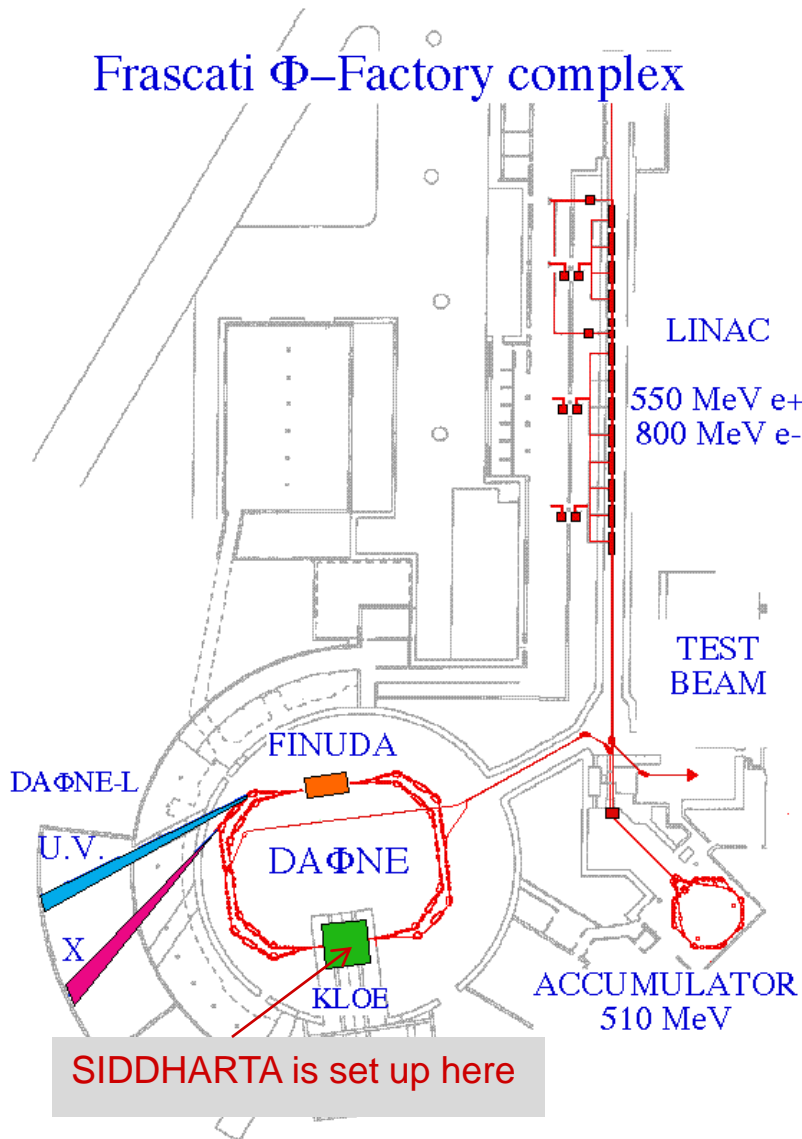 Frascati Φ–Factory complex
LINAC
550 MeV e+
800 MeV e-
TEST
BEAM
FINUDA
DAΦNE-L
U.V.
DAΦNE
X
KLOE
ACCUMULATOR
510 MeV
SIDDHARTA is set up here